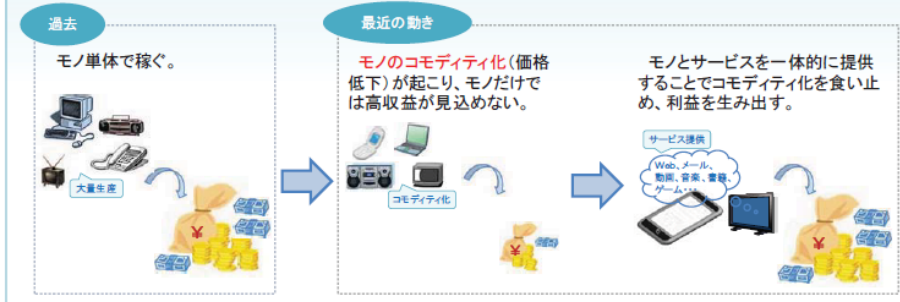 過去
モノ単体で稼ぐ。
大量生産
¥
最近の動き
モノのコモディティ化(価格
低下)が起こり、モノだけで
は高収益が見込めない。
コモディティ化
¥
モノとサービスを一体的に提供
することでコモディティ化を食い止
め、利益を生み出す。
サービス提供
Web、メール、
動画、音楽、書籍、
ゲーム・・・
¥